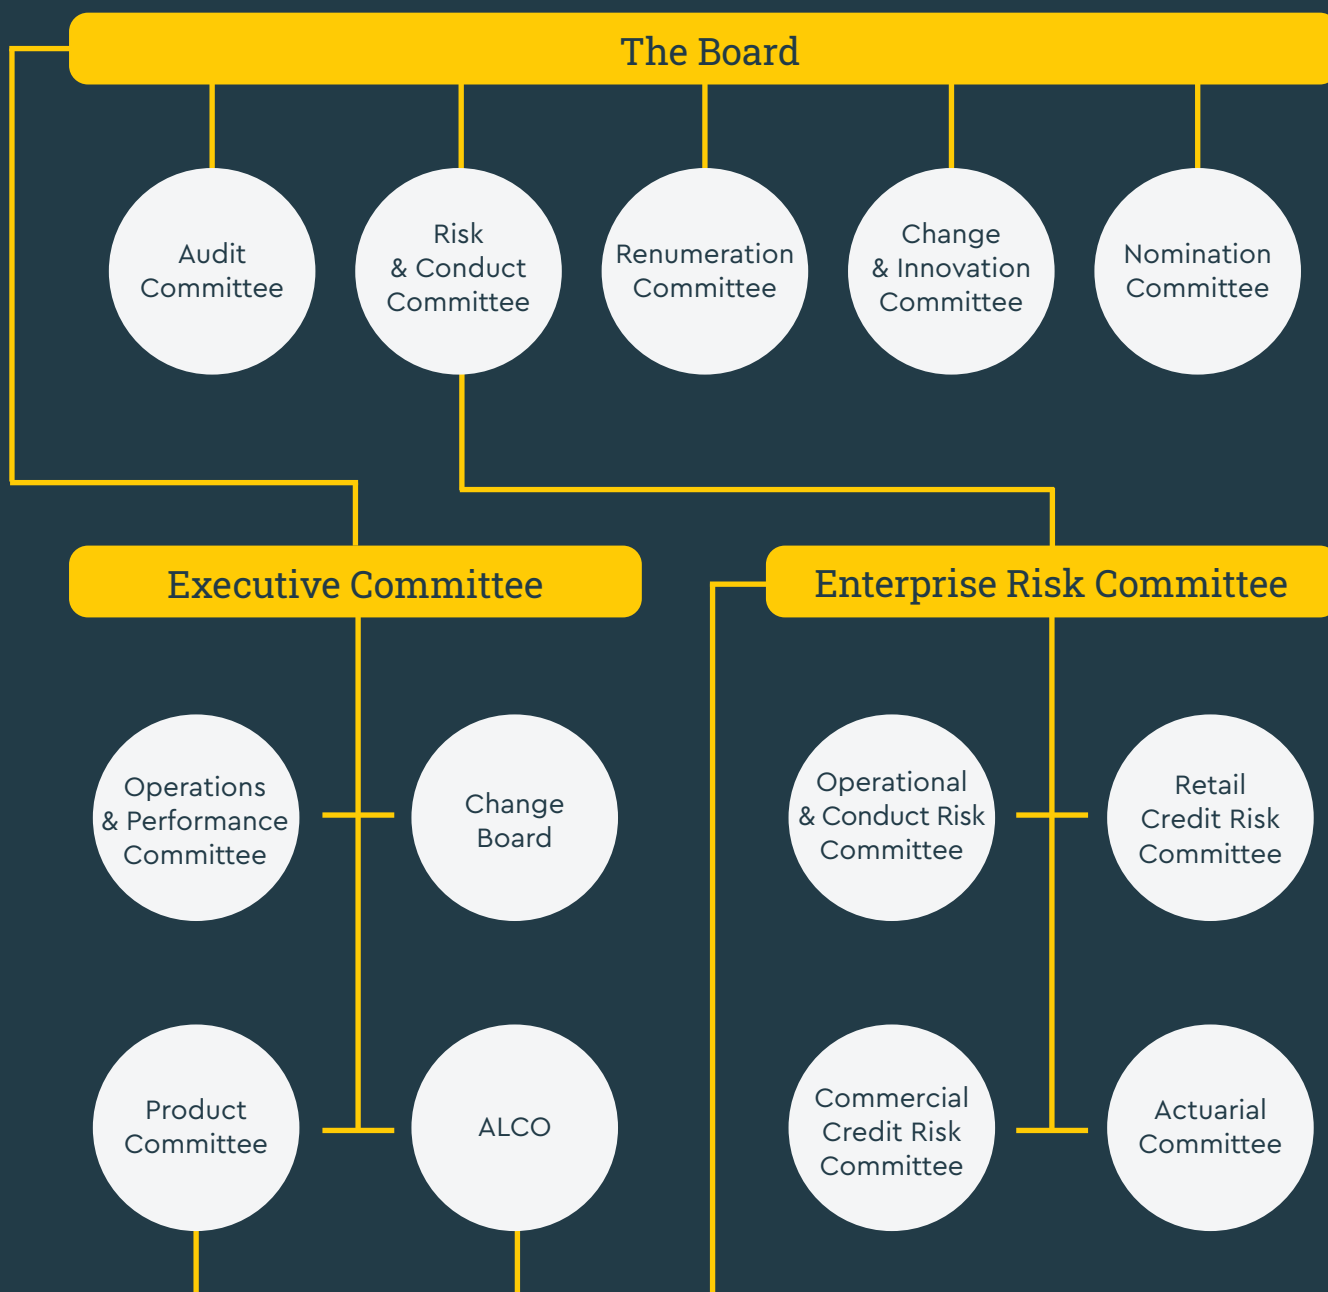 The Board
Audit
Committee
Risk
& Conduct
Committee
Renumeration
Committee
Change
& Innovation
Committee
Nomination
Committee
Executive Committee
Enterprise Risk Committee
Operations
& Performance
Committee
Change
Board
Operational
& Conduct Risk
Committee
Retail
Credit Risk
Committee
Product
Committee
ALCO
Commercial
Credit Risk
Committee
Actuarial
Committee